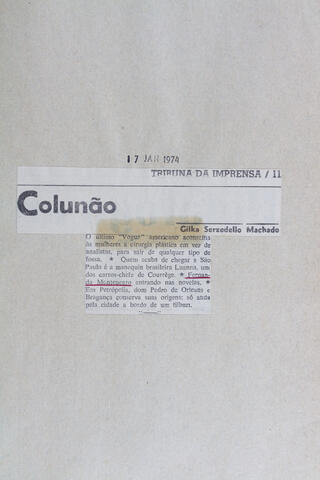 17 JAN 1974
TRIBUNA DA IMPRENSA / 11
Colunão
Gilka Serzedello Machado
O último "Vogue" americano aconselha
às mulheres a cirurgia plástica em vez de
analistas, para sair de qualquer tipo de
fossa. * Quem acaba de chegar a São
Paulo é a manequim brasileira Luanna, um
dos carros-chefe de Courrège. * Fernan-
da Montenegro entrando nas novelas. *
Em Petrópolis, dom Pedro de Orleans e
Bragança conserva suas origens: só anda
pela cidade a bordo de um tilburi.